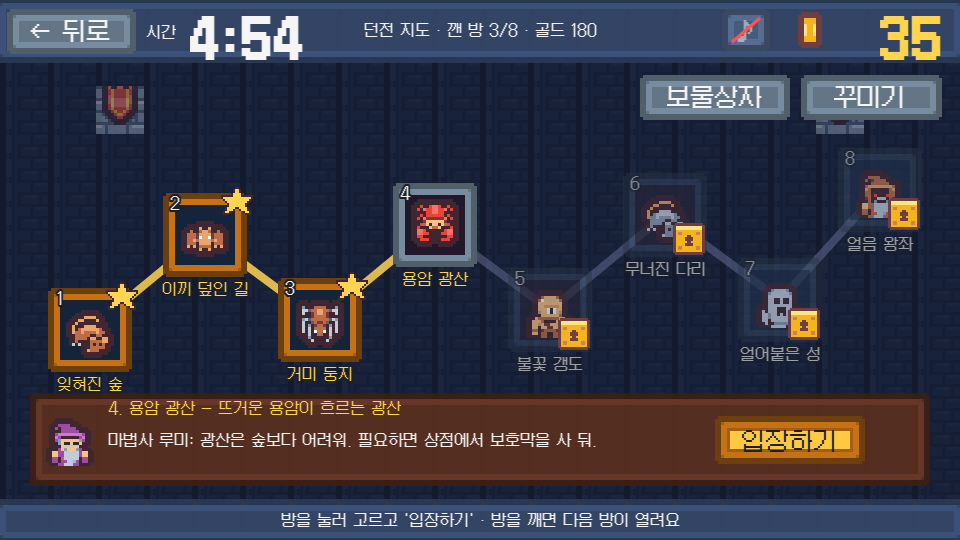 ← 뒤로
시간 4:54
던전 지도 · 깬 방 3/8 · 골드 180
35
보물상자
꾸미기
1
잊혀진 숲
2
이끼 덮인 길
3
거미 둥지
4
용암 광산
5
불꽃 갱도
6
무너진 다리
7
얼어붙은 성
8
얼음 왕좌
4. 용암 광산 – 뜨거운 용암이 흐르는 광산
마법사 루미: 광산은 숲보다 어려워. 필요하면 상점에서 보호막을 사 둬.
입장하기
방을 눌러 고르고 '입장하기' · 방을 깨면 다음 방이 열려요